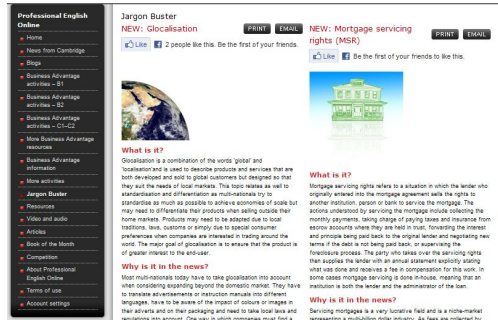 Professional English
Online
Home
News from Cambridge
Blogs
Business Advantage
activities – B1
Business Advantage
activities – B2
Business Advantage
activities – C1–C2
More Business Advantage
resources
Business Advantage
information
More activities
Jargon Buster
Resources
Video and audio
Articles
Book of the Month
Competition
About Professional
English Online
Terms of use
Account settings
Jargon Buster
NEW: Glocalisation
PRINT EMAIL
Like 2 people like this. Be the first of your friends.
What is it?
Glocalisation is a combination of the words 'global' and
'localisation'and is used to describe products and services that are
both developed and sold to global customers but designed so that
they suit the needs of local markets. This topic relates as well to
standardisation and differentiation as multi-nationals try to
standardise as much as possible to achieve economies of scale but
may need to differentiate their products when selling outside their
home markets. Products may need to be adapted due to local
traditions, laws, customs or simply due to special consumer
preferences when companies are interested in trading around the
world. The major goal of glocalisation is to ensure that the product is
of greater interest to the end-user.
Why is it in the news?
Most multi-nationals today have to take glocalisation into account
when considering expanding beyond the domestic market. They have
to translate advertisements or instruction manuals into different
languages, have to be aware of the impact of colours or images in
their adverts and on their packaging and need to take local laws and
regulations into account. One way in which companies must find a
NEW: Mortgage servicing
rights (MSR)
PRINT EMAIL
Like Be the first of your friends to like this.
What is it?
Mortgage servicing rights refers to a situation in which the lender who
originally entered into the mortgage agreement sells the rights to
another institution, person or bank to service the mortgage. The
actions understood by servicing the mortgage include collecting the
monthly payments, taking charge of paying taxes and insurance from
escrow accounts where they are held in trust, forwarding the interest
and principle being paid back to the original lender and negotiating new
terms if the debt is not being paid back, or supervising the
foreclosure process. The party who takes over the servicing rights
then supplies the lender with an annual statement explicitly stating
what was done and receives a fee in compensation for this work. In
some cases mortgage servicing is done in-house, meaning that an
institution is both the lender and the administrator of the loan.
Why is it in the news?
Servicing mortgages is a very lucrative field and is a niche-market
representing a multi-billion dollar industry. As fees are collected by